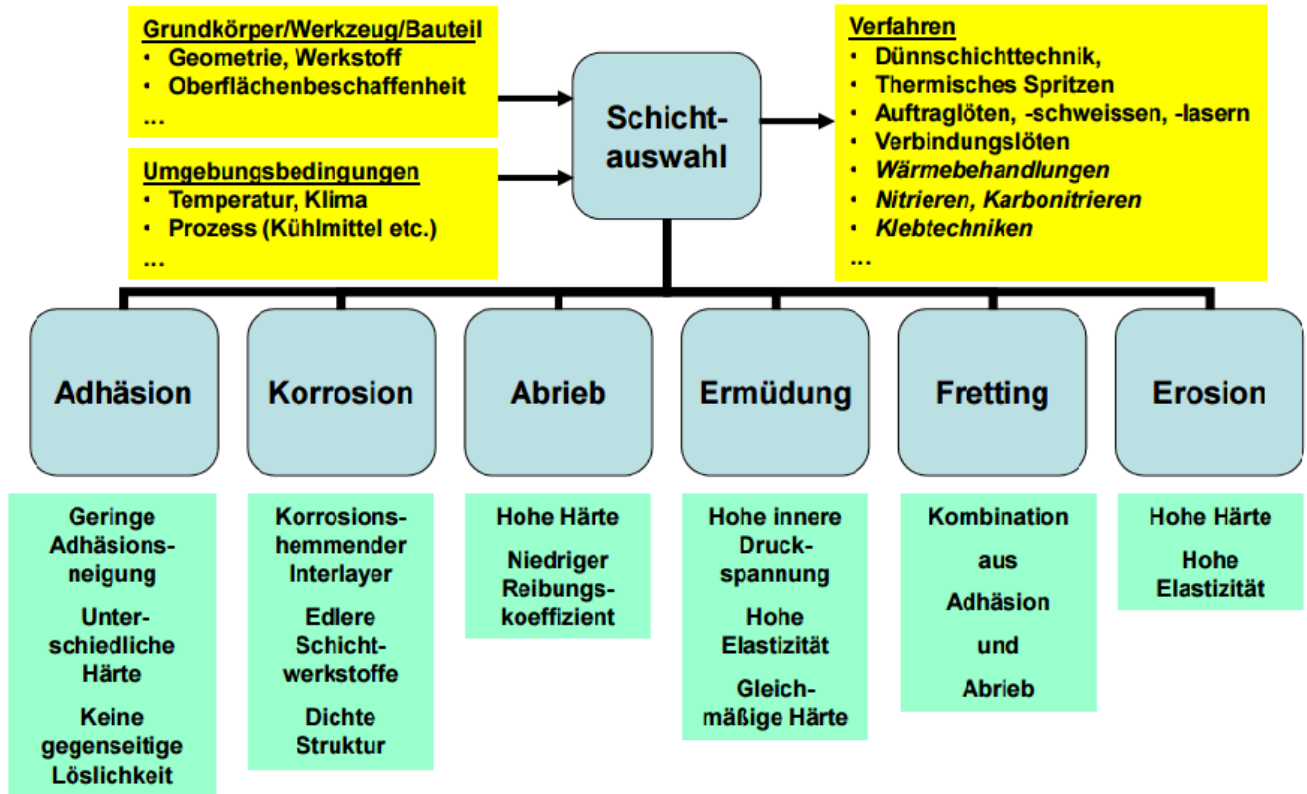 Grundkörper/Werkzeug/Bauteil
• Geometrie, Werkstoff
• Oberflächenbeschaffenheit
...
Umgebungsbedingungen
• Temperatur, Klima
• Prozess (Kühlmittel etc.)
...
Schicht-
auswahl
Verfahren
• Dünnschichttechnik,
• Thermisches Spritzen
• Auftraglöten, -schweissen, -lasern
• Verbindungslöten
• Wärmebehandlungen
• Nitrieren, Karbonitrieren
• Klebtechniken
...
Adhäsion
Korrosion
Abrieb
Ermüdung
Fretting
Erosion
Geringe
Adhäsions-
neigung
Unter-
schiedliche
Härte
Keine
gegenseitige
Löslichkeit
Korrosions-
hemmender
Interlayer
Edlere
Schicht-
werkstoffe
Dichte
Struktur
Hohe Härte
Niedriger
Reibungs-
koeffizient
Hohe innere
Druck-
spannung
Hohe
Elastizität
Gleich-
mäßige Härte
Kombination
aus
Adhäsion
und
Abrieb
Hohe Härte
Hohe
Elastizität